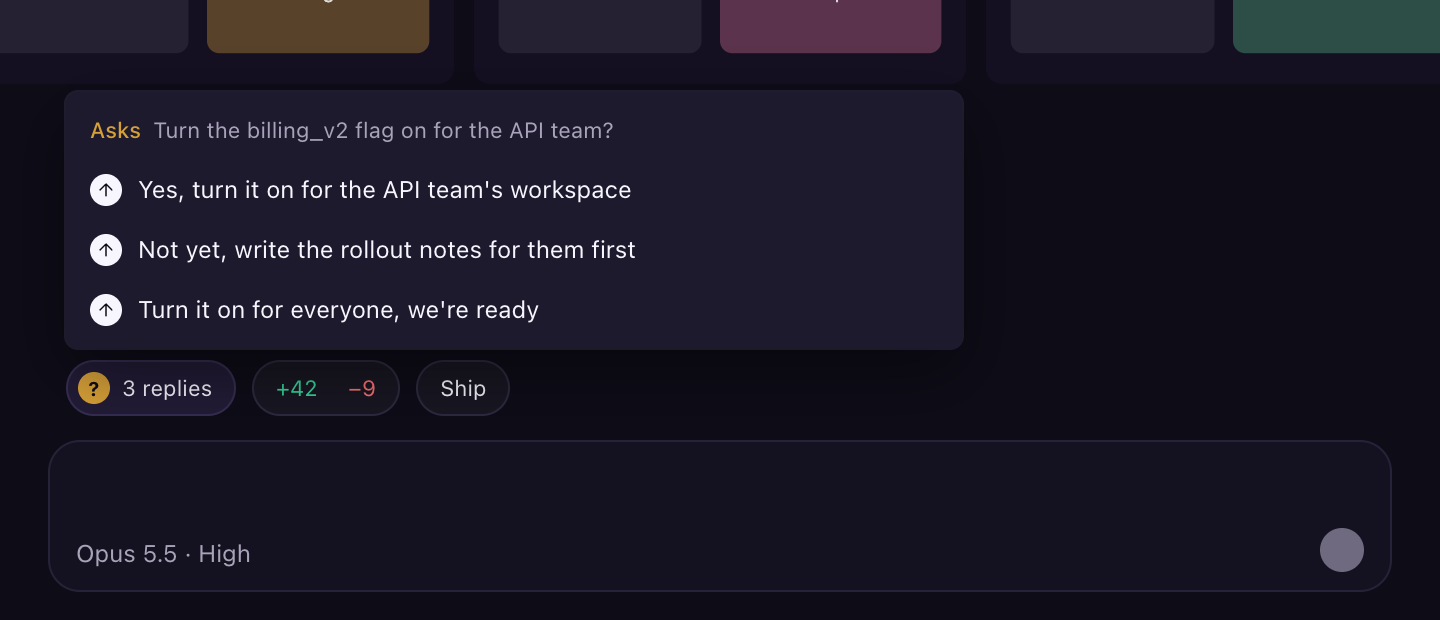 Asks Turn the billing_v2 flag on for the API team?
Yes, turn it on for the API team's workspace
Not yet, write the rollout notes for them first
Turn it on for everyone, we're ready
? 3 replies
+42 −9
Ship
Opus 5.5 · High